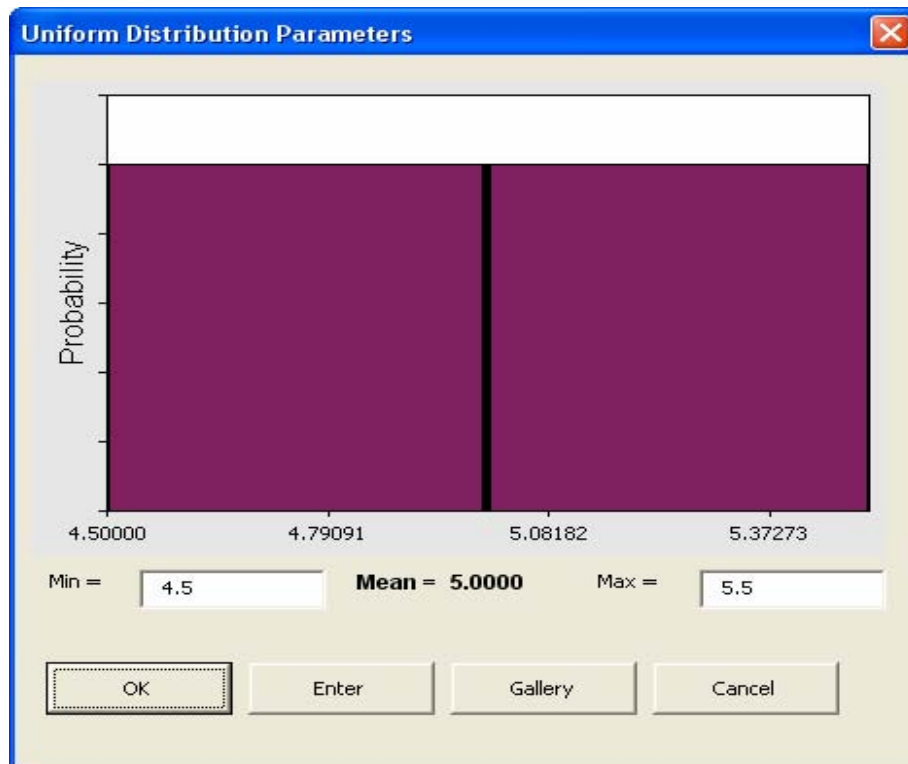 Uniform Distribution Parameters
Probability
4.50000 4.79091 5.08182 5.37273
Min = 4.5 Mean = 5.0000 Max = 5.5
OK Enter Gallery Cancel